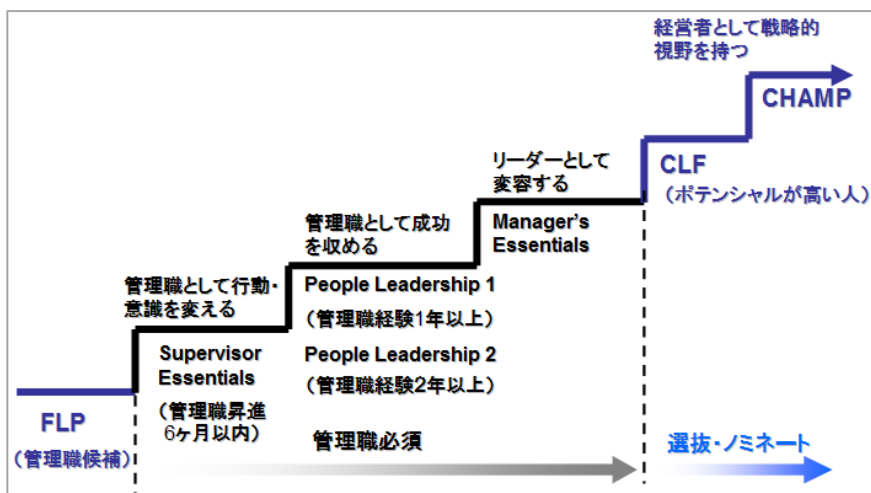 経営者として戦略的
視野を持つ
CHAMP
リーダーとして
変容する
CLF
(ポテンシャルが高い人)
管理職として成功
を収める
Manager's
Essentials
管理職として行動・
意識を変える
People Leadership 1
(管理職経験1年以上)
Supervisor
Essentials
People Leadership 2
(管理職経験2年以上)
FLP
(管理職候補)
(管理職昇進
6ヶ月以内)
管理職必須
選抜・ノミネート